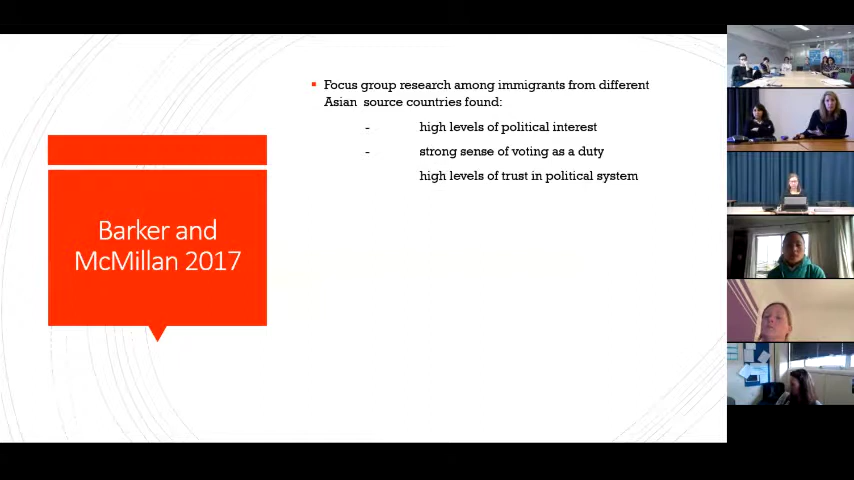 Focus group research among immigrants from different
Asian source countries found:
- high levels of political interest
- strong sense of voting as a duty
high levels of trust in political system
Barker and
McMillan 2017